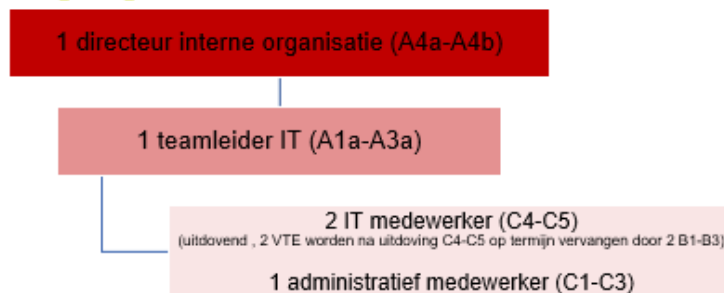 1 directeur interne organisatie (A4a-A4b)
1 teamleider IT (A1a-A3a)
2 IT medewerker (C4-C5)
(uitdovend , 2 VTE worden na uitdoving C4-C5 op termijn vervangen door 2 B1-B3)
1 administratief medewerker (C1-C3)